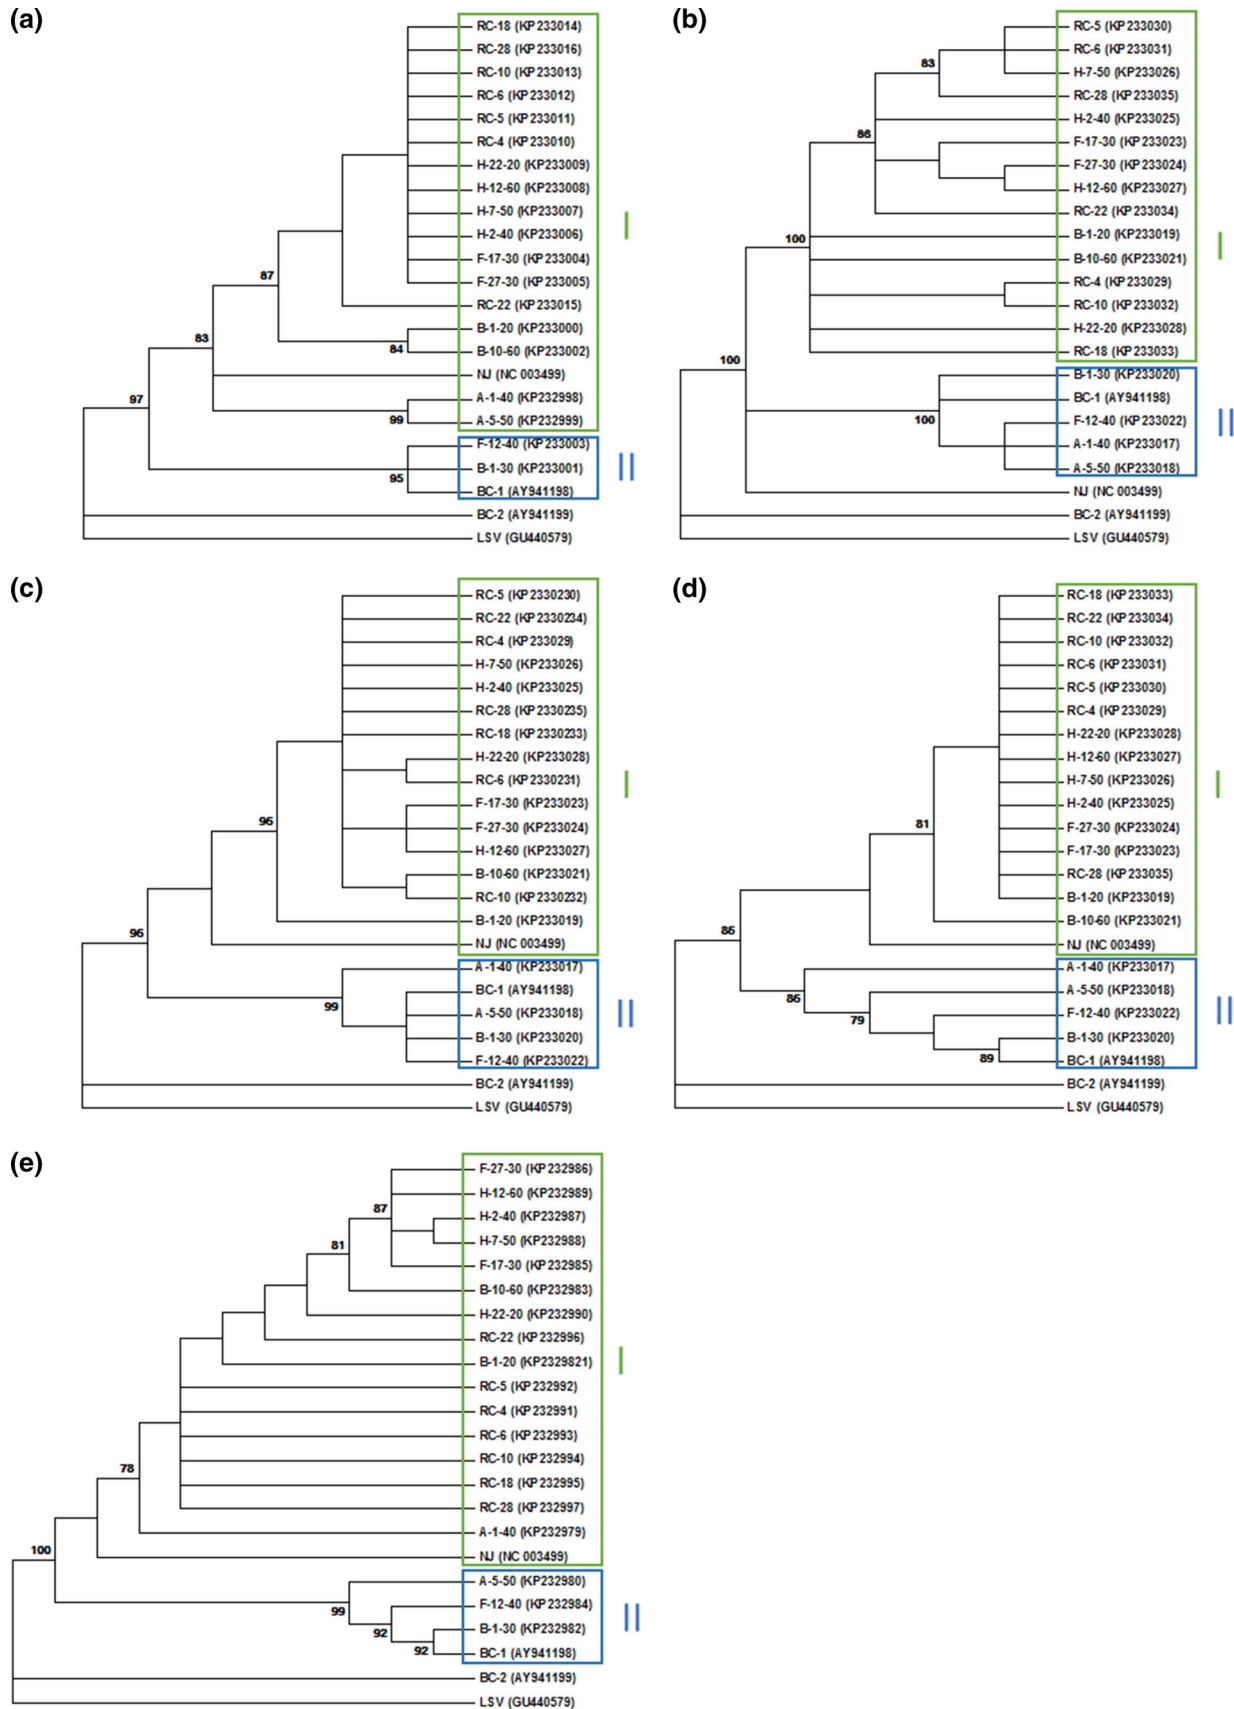 (a)
RC-18 (KP233014)
RC-28 (KP233016)
RC-10 (KP233013)
RC-6 (KP233012)
RC-5 (KP233011)
RC-4 (KP233010)
H-22-20 (KP233009)
H-12-60 (KP233008)
H-7-50 (KP233007)
H-2-40 (KP233006)
F-17-30 (KP233004)
F-27-30 (KP233005)
RC-22 (KP233015)
B-1-20 (KP233000)
B-10-60 (KP233002)
NJ (NC 003499)
A-1-40 (KP232998)
A-5-50 (KP232999)
F-12-40 (KP233003)
B-1-30 (KP233001)
BC-1 (AY941198)
BC-2 (AY941199)
LSV (GU440579)
87
83
84
97
99
95
I
II
(b)
RC-5 (KP233030)
RC-6 (KP233031)
H-7-50 (KP233026)
RC-28 (KP233035)
H-2-40 (KP233025)
F-17-30 (KP233023)
F-27-30 (KP233024)
H-12-60 (KP233027)
RC-22 (KP233034)
B-1-20 (KP233019)
B-10-60 (KP233021)
RC-4 (KP233029)
RC-10 (KP233032)
H-22-20 (KP233028)
RC-18 (KP233033)
B-1-30 (KP233020)
BC-1 (AY941198)
F-12-40 (KP233022)
A-1-40 (KP233017)
A-5-50 (KP233018)
NJ (NC 003499)
BC-2 (AY941199)
LSV (GU440579)
83
86
100
100
100
I
II
(c)
RC-5 (KP2330230)
RC-22 (KP2330234)
RC-4 (KP233029)
H-7-50 (KP233026)
H-2-40 (KP233025)
RC-28 (KP2330235)
RC-18 (KP2330233)
H-22-20 (KP233028)
RC-6 (KP2330231)
F-17-30 (KP233023)
F-27-30 (KP233024)
H-12-60 (KP233027)
B-10-60 (KP233021)
RC-10 (KP2330232)
B-1-20 (KP233019)
NJ (NC 003499)
A-1-40 (KP233017)
BC-1 (AY941198)
A-5-50 (KP233018)
B-1-30 (KP233020)
F-12-40 (KP233022)
BC-2 (AY941199)
LSV (GU440579)
96
96
99
I
II
(d)
RC-18 (KP233033)
RC-22 (KP233034)
RC-10 (KP233032)
RC-6 (KP233031)
RC-5 (KP233030)
RC-4 (KP233029)
H-22-20 (KP233028)
H-12-60 (KP233027)
H-7-50 (KP233026)
H-2-40 (KP233025)
F-27-30 (KP233024)
F-17-30 (KP233023)
RC-28 (KP233035)
B-1-20 (KP233019)
B-10-60 (KP233021)
NJ (NC 003499)
A-1-40 (KP233017)
A-5-50 (KP233018)
F-12-40 (KP233022)
B-1-30 (KP233020)
BC-1 (AY941198)
BC-2 (AY941199)
LSV (GU440579)
81
86
86
79
89
I
II
(e)
F-27-30 (KP232986)
H-12-60 (KP232989)
H-2-40 (KP232987)
H-7-50 (KP232988)
F-17-30 (KP232985)
B-10-60 (KP232983)
H-22-20 (KP232990)
RC-22 (KP232996)
B-1-20 (KP2329821)
RC-5 (KP232992)
RC-4 (KP232991)
RC-6 (KP232993)
RC-10 (KP232994)
RC-18 (KP232995)
RC-28 (KP232997)
A-1-40 (KP232979)
NJ (NC 003499)
A-5-50 (KP232980)
F-12-40 (KP232984)
B-1-30 (KP232982)
BC-1 (AY941198)
BC-2 (AY941199)
LSV (GU440579)
87
81
78
100
99
92
92
I
II